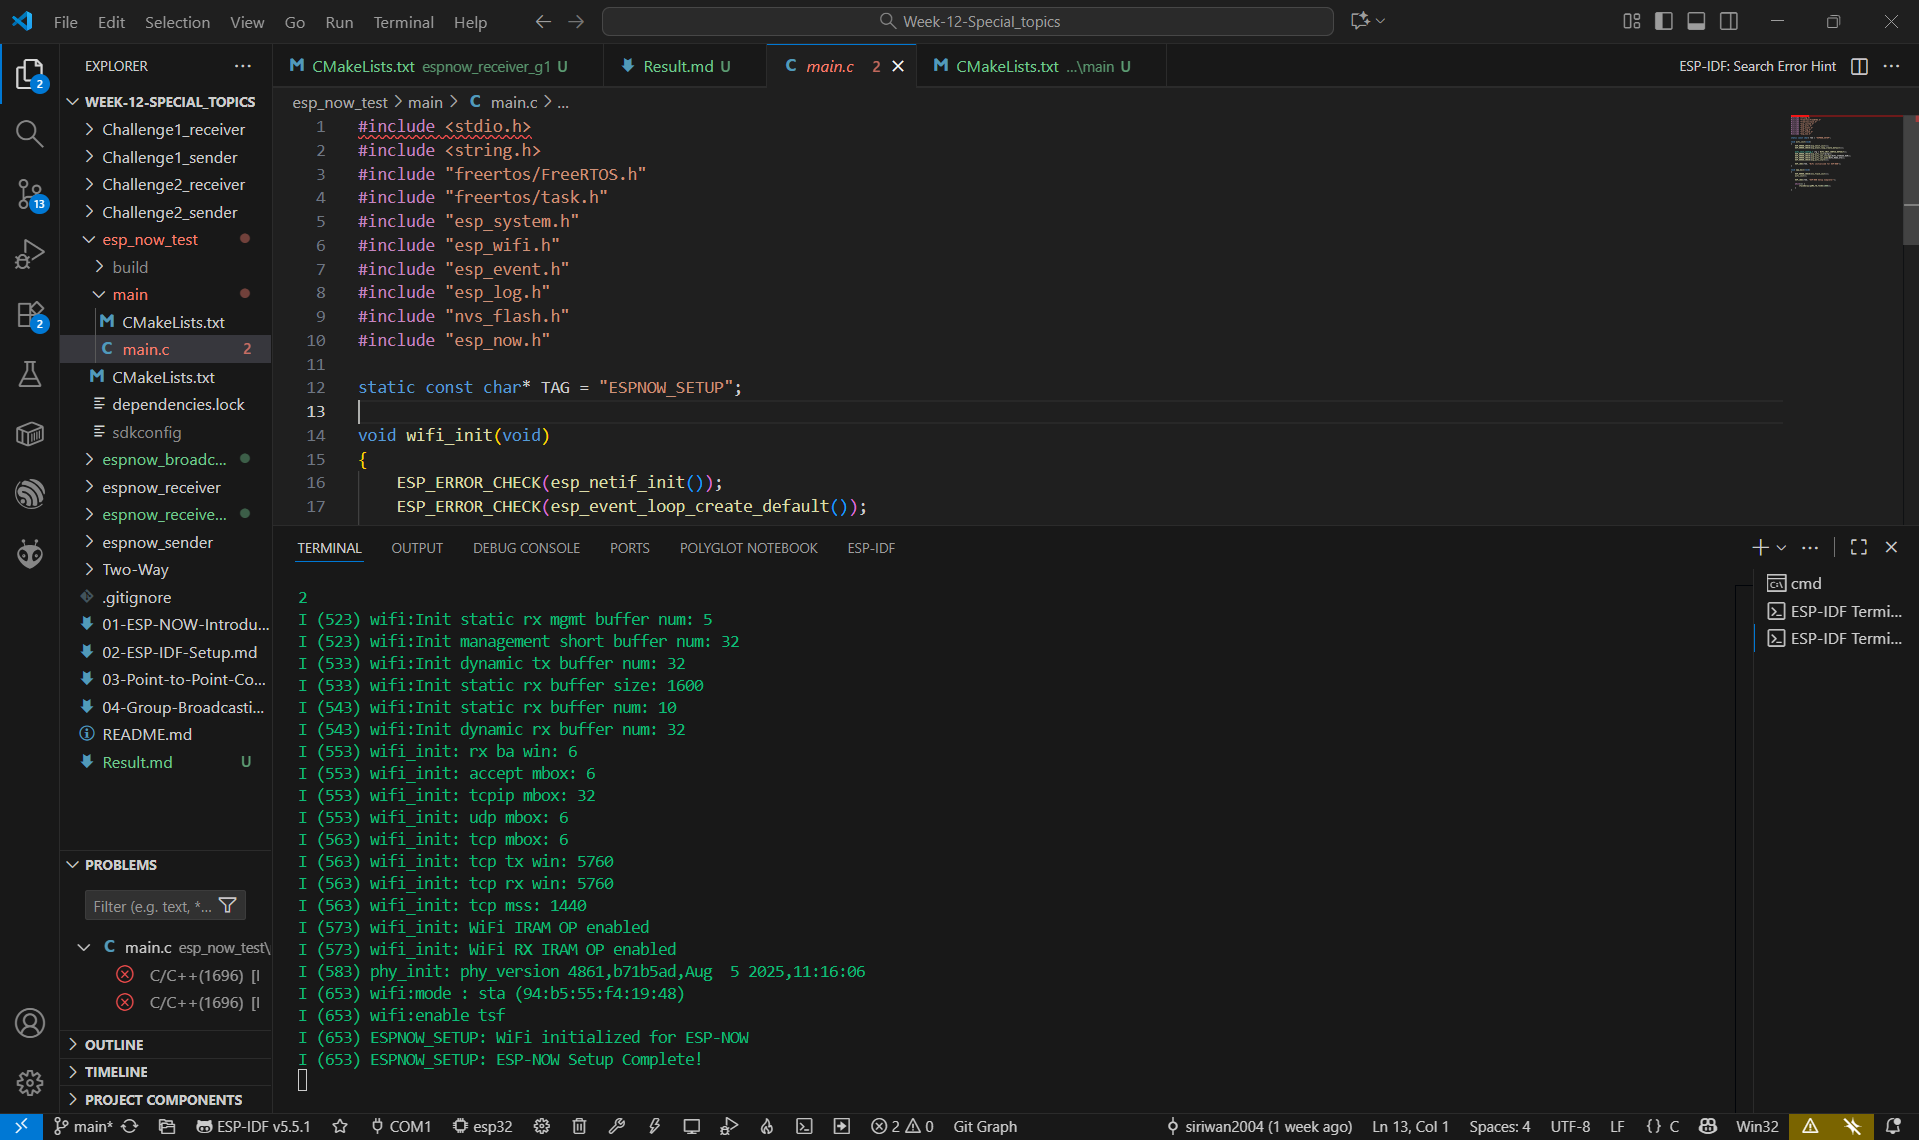 File Edit Selection View Go Run Terminal Help
Week-12-Special_topics
EXPLORER
WEEK-12-SPECIAL_TOPICS
Challenge1_receiver
Challenge1_sender
Challenge2_receiver
Challenge2_sender
esp_now_test
build
main
CMakeLists.txt
main.c 2
CMakeLists.txt
dependencies.lock
sdkconfig
espnow_broadc...
espnow_receiver
espnow_receive...
espnow_sender
Two-Way
.gitignore
01-ESP-NOW-Introdu...
02-ESP-IDF-Setup.md
03-Point-to-Point-Co...
04-Group-Broadcasti...
README.md
Result.md U
PROBLEMS
Filter (e.g. text, *...
main.c esp_now_test\
C/C++(1696) [I
C/C++(1696) [I
OUTLINE
TIMELINE
PROJECT COMPONENTS
2
13
2
CMakeLists.txt espnow_receiver_g1 U
Result.md U
main.c 2
CMakeLists.txt ...\main U
ESP-IDF: Search Error Hint
esp_now_test > main > C main.c > ...
1 #include <stdio.h>
2 #include <string.h>
3 #include "freertos/FreeRTOS.h"
4 #include "freertos/task.h"
5 #include "esp_system.h"
6 #include "esp_wifi.h"
7 #include "esp_event.h"
8 #include "esp_log.h"
9 #include "nvs_flash.h"
10 #include "esp_now.h"
11
12 static const char* TAG = "ESPNOW_SETUP";
13
14 void wifi_init(void)
15 {
16 ESP_ERROR_CHECK(esp_netif_init());
17 ESP_ERROR_CHECK(esp_event_loop_create_default());
TERMINAL OUTPUT DEBUG CONSOLE PORTS POLYGLOT NOTEBOOK ESP-IDF
2
I (523) wifi:Init static rx mgmt buffer num: 5
I (523) wifi:Init management short buffer num: 32
I (533) wifi:Init dynamic tx buffer num: 32
I (533) wifi:Init static rx buffer size: 1600
I (543) wifi:Init static rx buffer num: 10
I (543) wifi:Init dynamic rx buffer num: 32
I (553) wifi_init: rx ba win: 6
I (553) wifi_init: accept mbox: 6
I (553) wifi_init: tcpip mbox: 32
I (553) wifi_init: udp mbox: 6
I (563) wifi_init: tcp mbox: 6
I (563) wifi_init: tcp tx win: 5760
I (563) wifi_init: tcp rx win: 5760
I (563) wifi_init: tcp mss: 1440
I (573) wifi_init: WiFi IRAM OP enabled
I (573) wifi_init: WiFi RX IRAM OP enabled
I (583) phy_init: phy_version 4861,b71b5ad,Aug  5 2025,11:16:06
I (653) wifi:mode : sta (94:b5:55:f4:19:48)
I (653) wifi:enable tsf
I (653) ESPNOW_SETUP: WiFi initialized for ESP-NOW
I (653) ESPNOW_SETUP: ESP-NOW Setup Complete!
cmd
ESP-IDF Termi...
ESP-IDF Termi...
main* ESP-IDF v5.5.1 COM1 esp32 2 0 Git Graph siriwan2004 (1 week ago) Ln 13, Col 1 Spaces: 4 UTF-8 LF {} C Win32